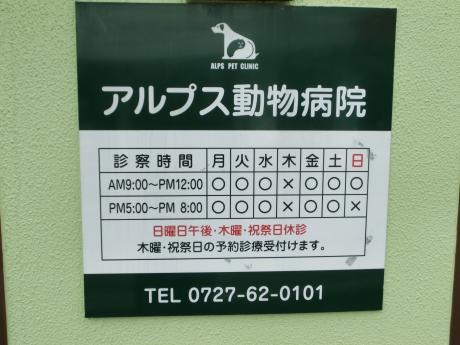 ALPS PET CLINIC
アルプス動物病院
診察時間 月 火 水 木 金 土 日
AM9:00〜PM12:00 ○ ○ ○ × ○ ○ ○
PM5:00〜PM 8:00 ○ ○ ○ × ○ ○ ×
日曜日午後・木曜・祝祭日休診
木曜・祝祭日の予約診療受付けます。
TEL 0727-62-0101